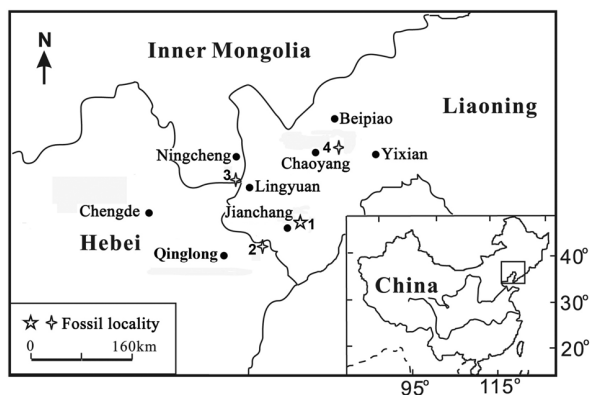 N
Inner Mongolia
Liaoning
Beipiao
4
Chaoyang
Yixian
Ningcheng
3
Lingyuan
Chengde
Jianchang
1
Hebei
2
Qinglong
China
40°
30°
20°
95°
115°
Fossil locality
0
160km